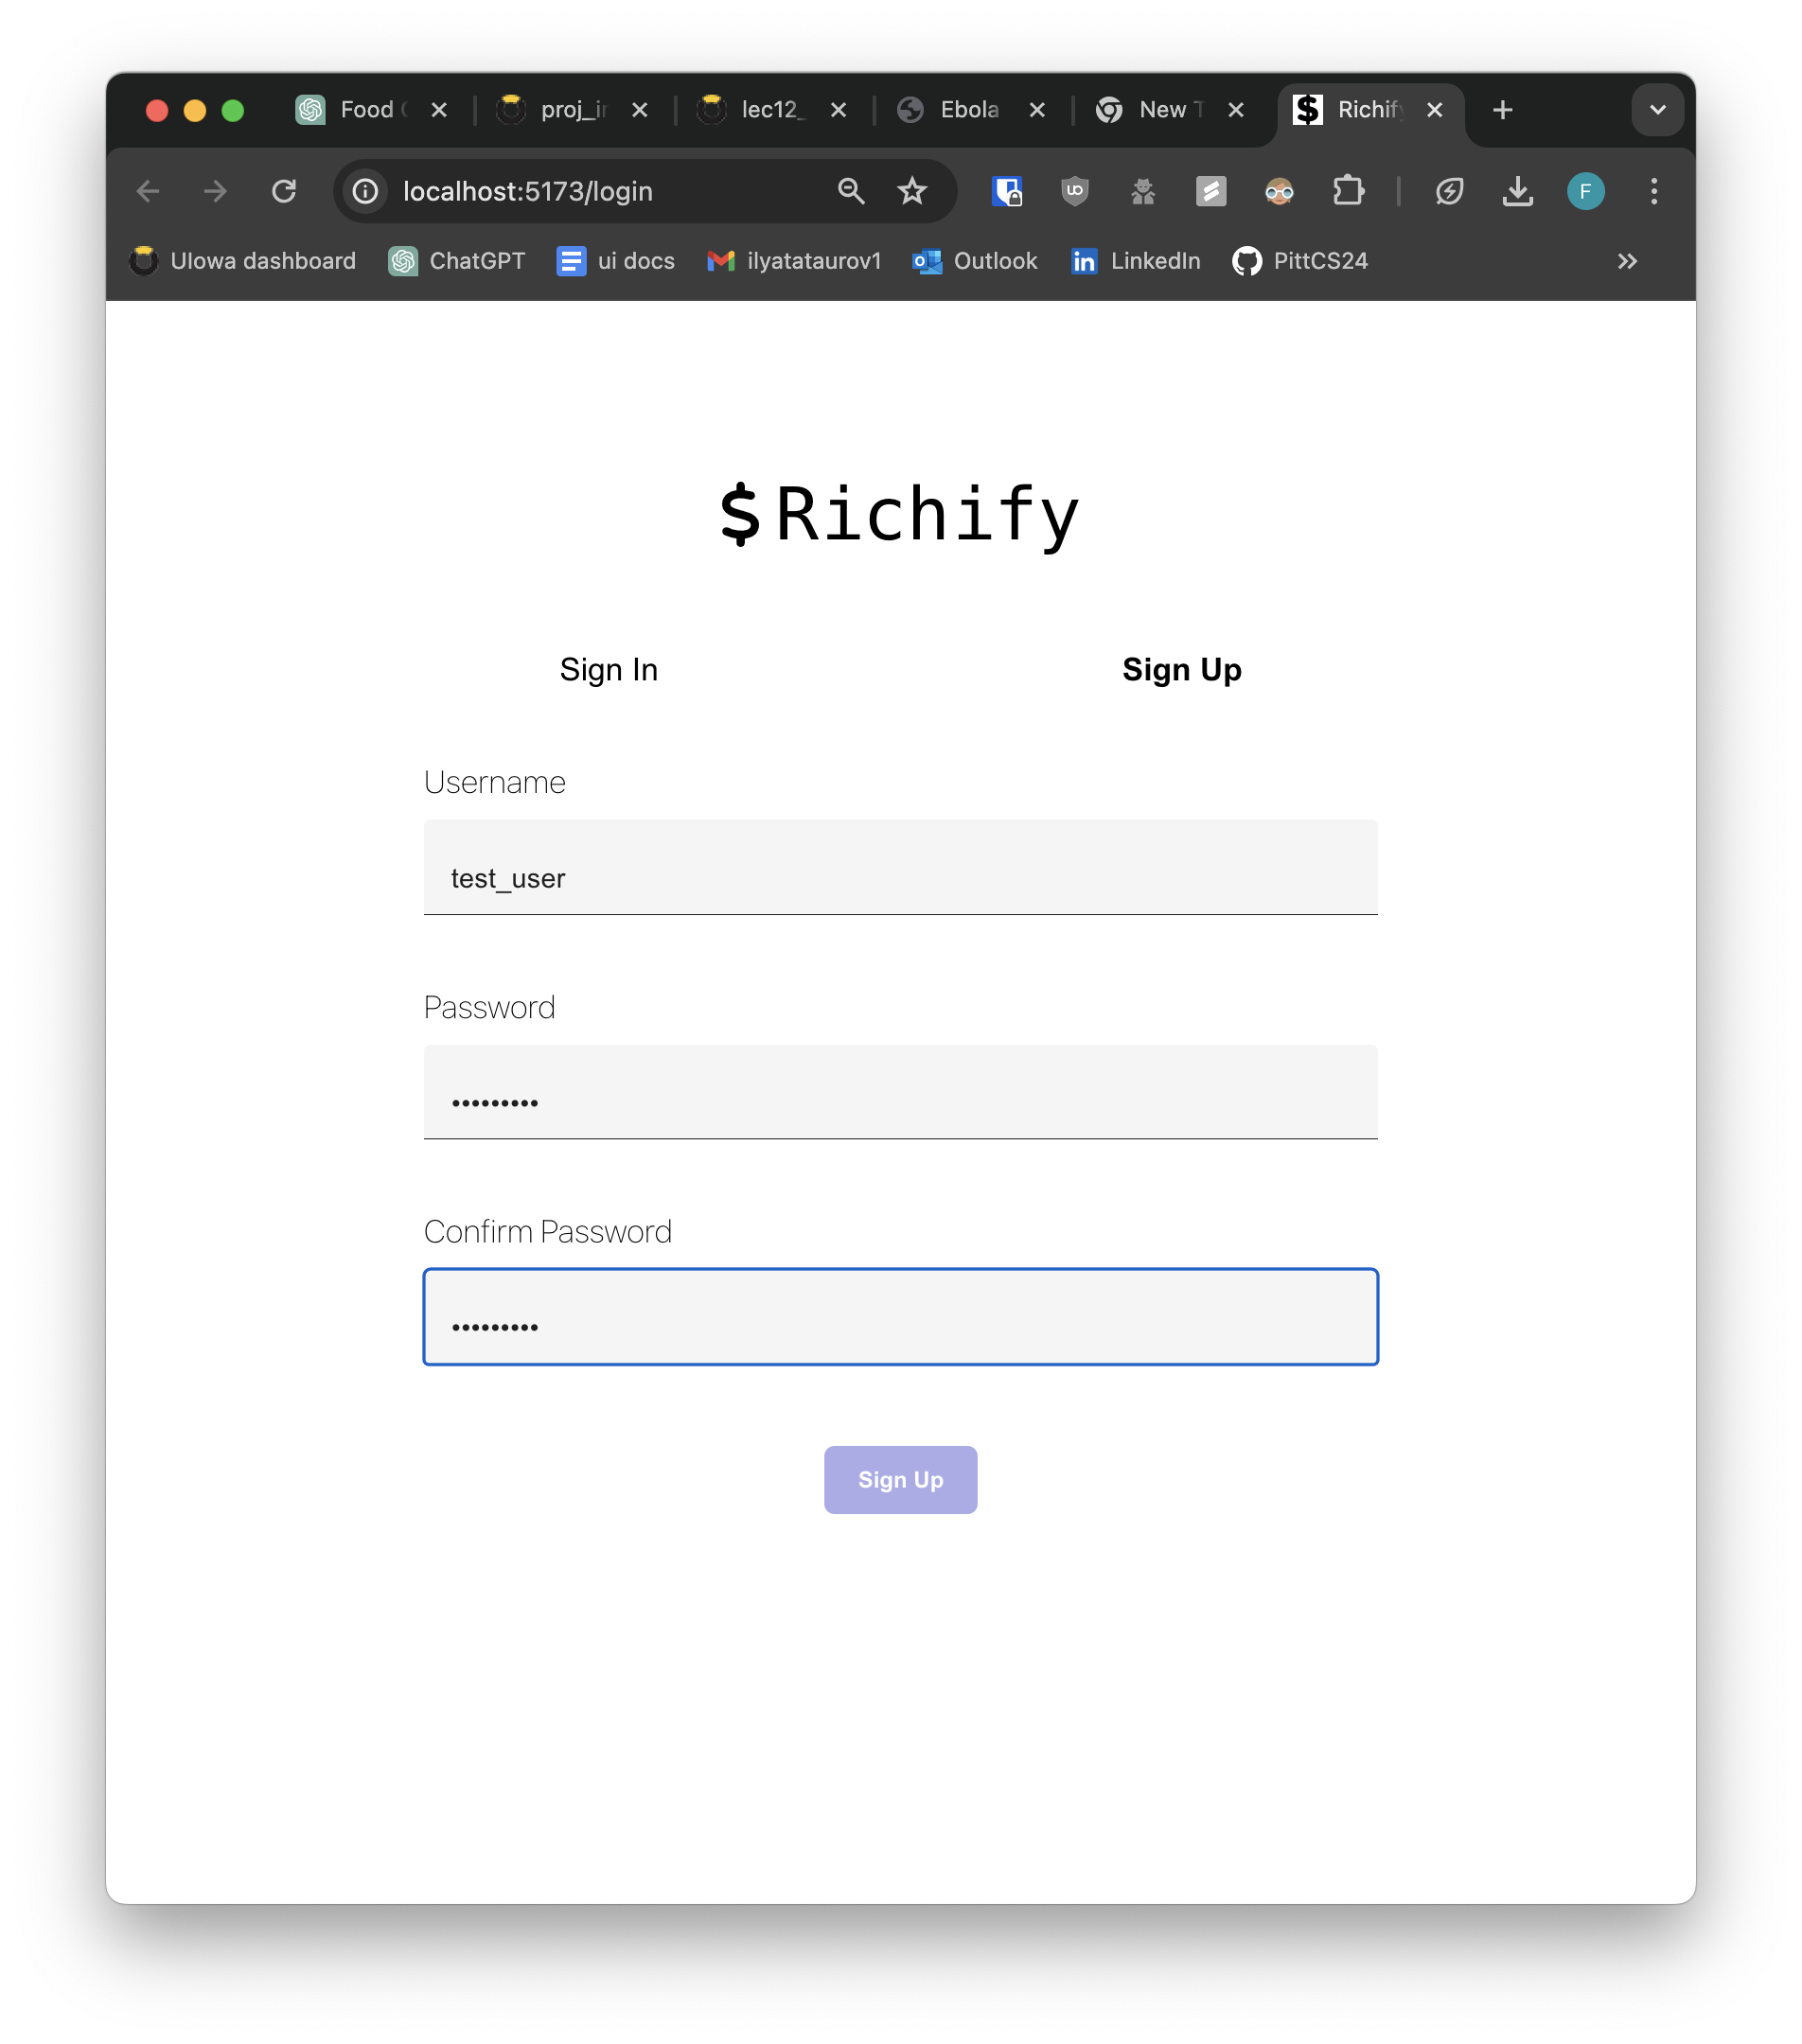 Food
proj_ir
lec12_
Ebola
New T
Richify
localhost:5173/login
F
UIowa dashboard
ChatGPT
ui docs
ilyatataurov1
Outlook
LinkedIn
PittCS24
$Richify
Sign In
Sign Up
Username
test_user
Password
•••••••••
Confirm Password
•••••••••
Sign Up